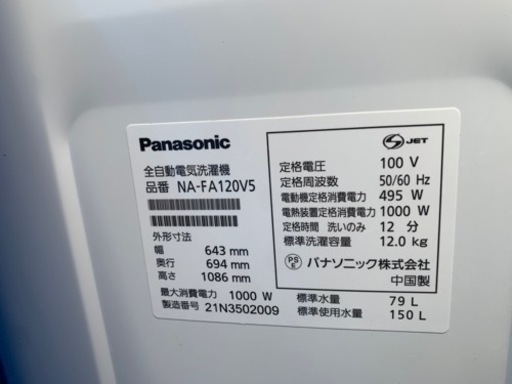 Panasonic
全自動電気洗濯機
品番 NA-FA120V5
外形寸法
幅 643 mm
奥行 694 mm
高さ 1086 mm
最大消費電力 1000 W
製造番号 21N3502009
S JET
定格電圧 100 V
定格周波数 50/60 Hz
電動機定格消費電力 495 W
電熱装置定格消費電力 1000 W
定格時間 洗いのみ 12 分
標準洗濯容量 12.0 kg
PSE パナソニック株式会社
中国製
標準水量 79 L
標準使用水量 150 L